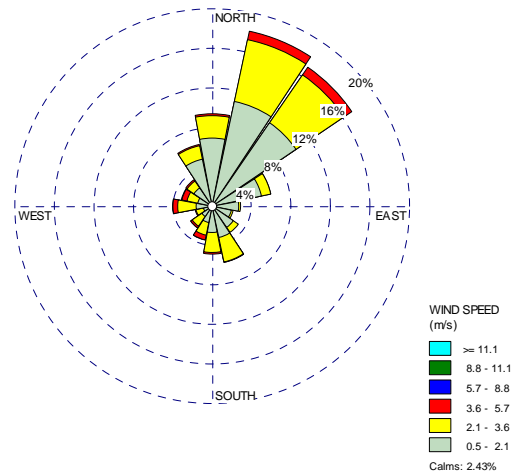 NORTH
20%
16%
12%
8%
4%
WEST
EAST
SOUTH
WIND SPEED
(m/s)
>= 11.1
8.8 - 11.1
5.7 - 8.8
3.6 - 5.7
2.1 - 3.6
0.5 - 2.1
Calms: 2.43%